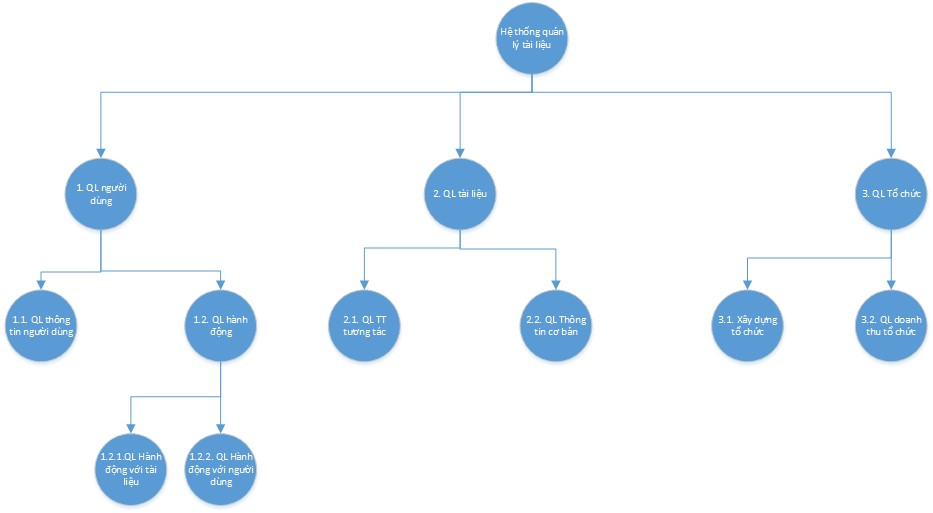 Hệ thống quản
lý tài liệu
1. QL người
dùng
2. QL tài liệu
3. QL Tổ chức
1.1. QL thông
tin người dùng
1.2. QL hành
động
2.1. QL TT
tương tác
2.2. QL Thông
tin cơ bản
3.1. Xây dựng
tổ chức
3.2. QL doanh
thu tổ chức
1.2.1.QL Hành
động với tài
liệu
1.2.2. QL Hành
động với người
dùng